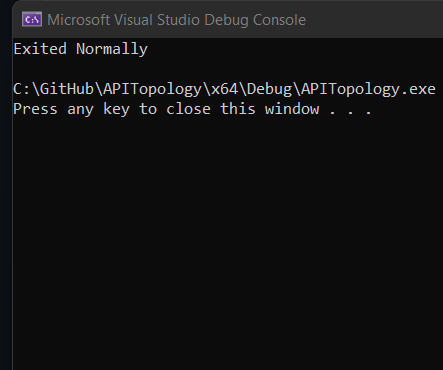 Microsoft Visual Studio Debug Console
Exited Normally
C:\GitHub\APITopology\x64\Debug\APITopology.exe
Press any key to close this window . . .